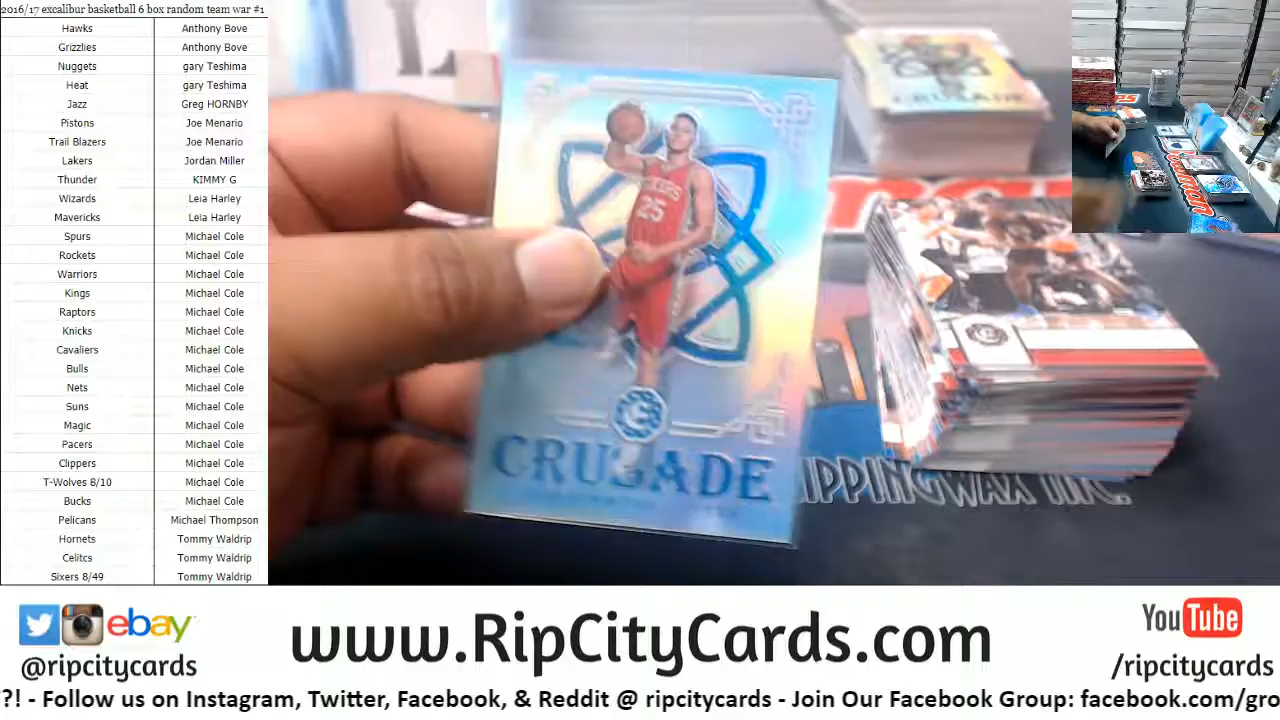 2016/17 excalibur basketball 6 box random team war #1
Hawks Anthony Bove
Grizzlies Anthony Bove
Nuggets gary Teshima
Heat gary Teshima
Jazz Greg HORNBY
Pistons Joe Menario
Trail Blazers Joe Menario
Lakers Jordan Miller
Thunder KIMMY G
Wizards Leia Harley
Mavericks Leia Harley
Spurs Michael Cole
Rockets Michael Cole
Warriors Michael Cole
Kings Michael Cole
Raptors Michael Cole
Knicks Michael Cole
Cavaliers Michael Cole
Bulls Michael Cole
Nets Michael Cole
Suns Michael Cole
Magic Michael Cole
Pacers Michael Cole
Clippers Michael Cole
T-Wolves 8/10 Michael Cole
Bucks Michael Cole
Pelicans Michael Thompson
Hornets Tommy Waldrip
Celitcs Tommy Waldrip
Sixers 8/49 Tommy Waldrip
25
CRUSADE
CRUSADE
RIPPINGWAX INC.
Bowman
ebay
@ripcitycards
www.RipCityCards.com
YouTube
/ripcitycards
?! - Follow us on Instagram, Twitter, Facebook, & Reddit @ ripcitycards - Join Our Facebook Group: facebook.com/gro